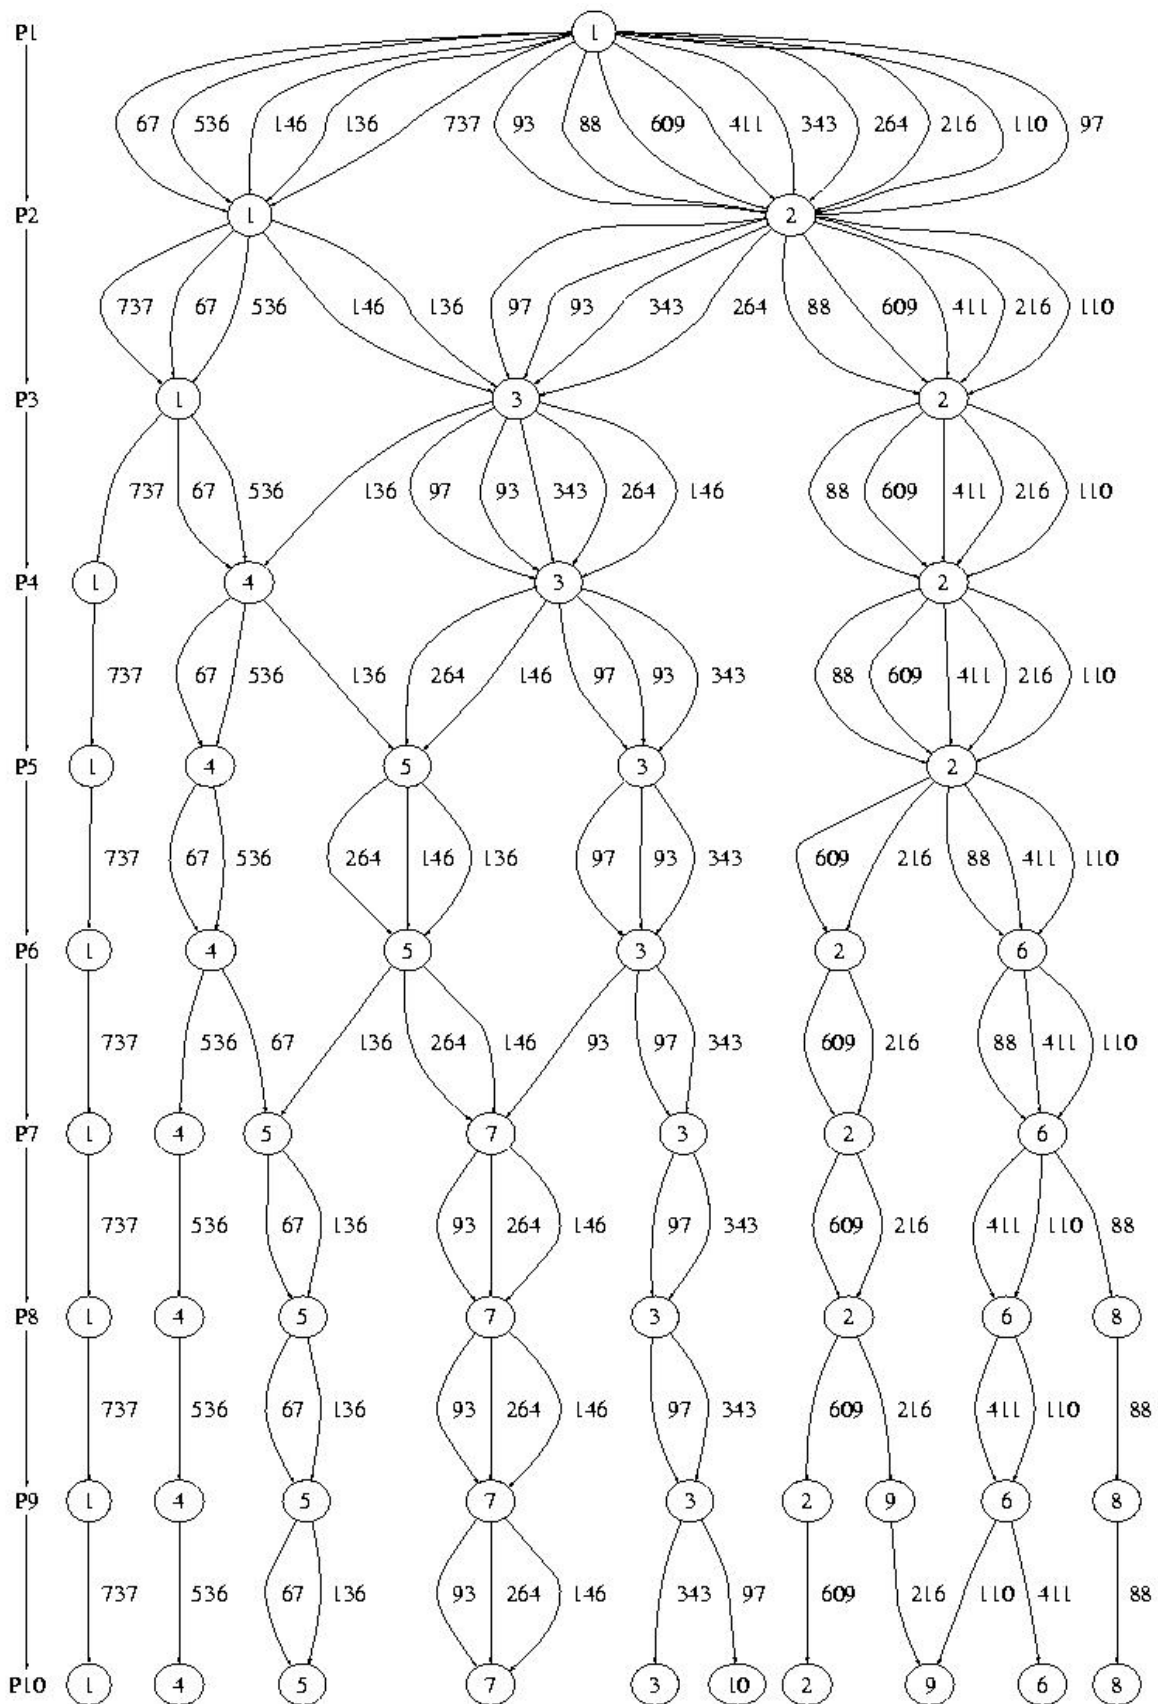 P1 1
67 536 146 136 737 93 88 609 411 343 264 216 110 97
P2 1 2
737 67 536 146 136 97 93 343 264 88 609 411 216 110
P3 1 3 2
737 67 536 136 97 93 343 264 146 88 609 411 216 110
P4 1 4 3 2
737 67 536 136 264 146 97 93 343 88 609 411 216 110
P5 1 4 5 3 2
737 67 536 264 146 136 97 93 343 609 216 88 411 110
P6 1 4 5 3 2 6
737 536 67 136 264 146 93 97 343 609 216 88 411 110
P7 1 4 5 7 3 2 6
737 536 67 136 93 264 146 97 343 609 216 411 110 88
P8 1 4 5 7 3 2 6 8
737 536 67 136 93 264 146 97 343 609 216 411 110 88
P9 1 4 5 7 3 2 9 6 8
737 536 67 136 93 264 146 343 97 609 216 110 411 88
P10 1 4 5 7 3 10 2 9 6 8